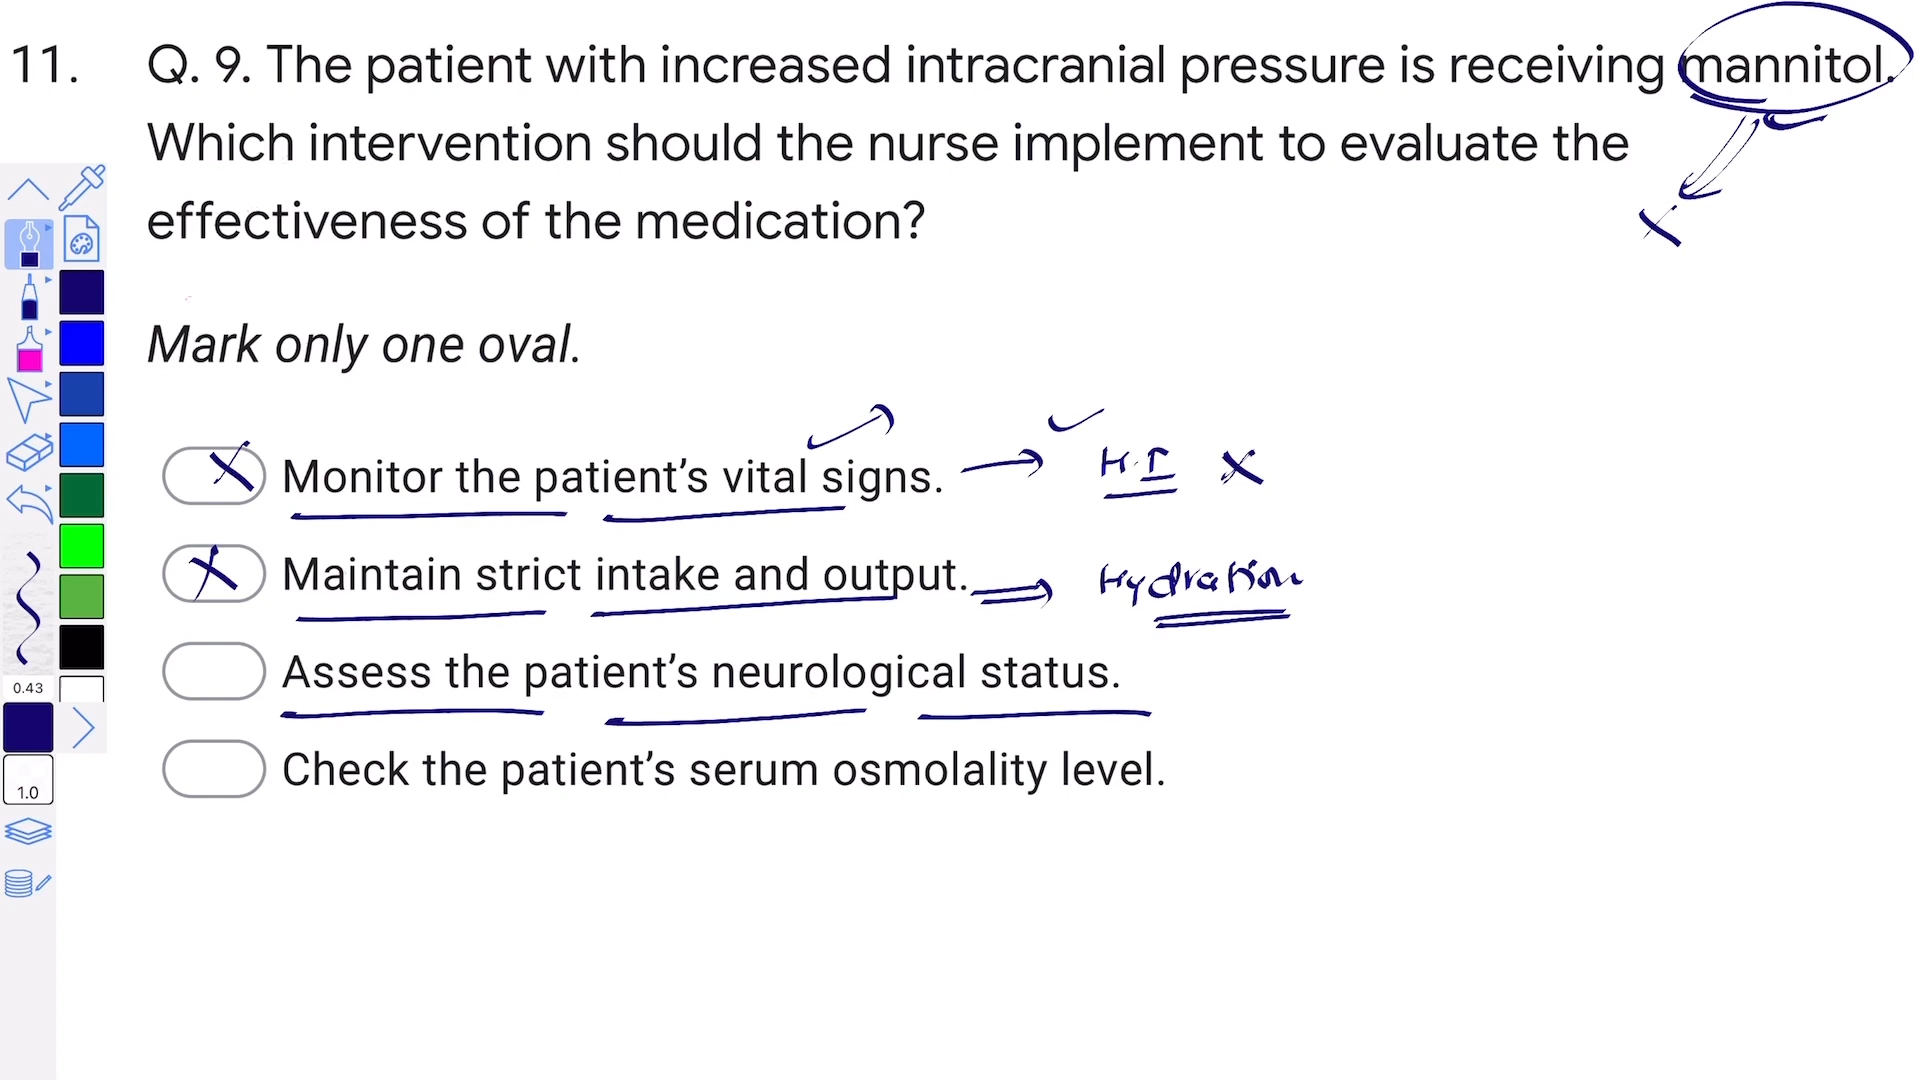 11. Q. 9. The patient with increased intracranial pressure is receiving mannitol.
Which intervention should the nurse implement to evaluate the
effectiveness of the medication?
Mark only one oval.
Monitor the patient's vital signs. → H.I X
Maintain strict intake and output. ⇒ Hydration
Assess the patient's neurological status.
0.43
Check the patient's serum osmolality level.
1.0